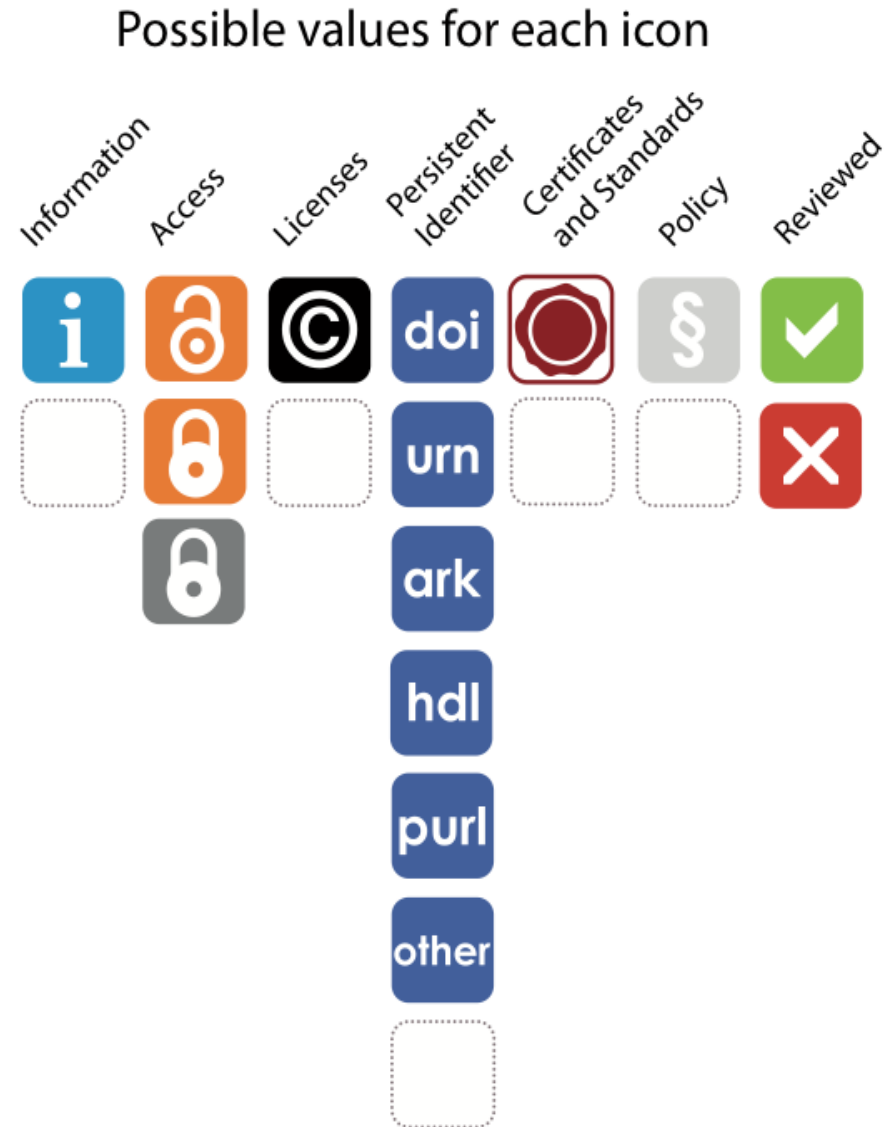 Possible values for each icon
Information
Access
Licenses
Persistent
Identifier
Certificates
and Standards
Policy
Reviewed
i
©
doi
§
urn
ark
hdl
purl
other